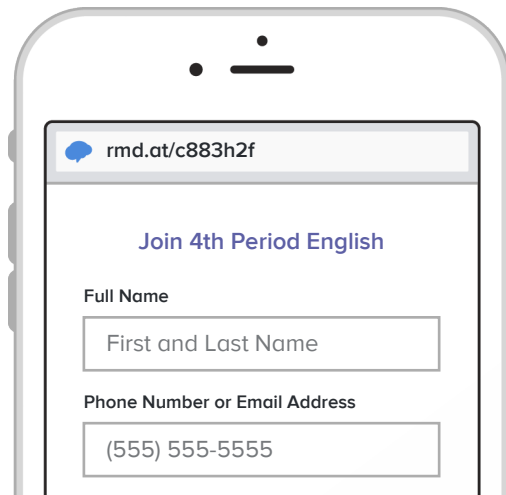 rmd.at/c883h2f
Join 4th Period English
Full Name
First and Last Name
Phone Number or Email Address
(555) 555-5555